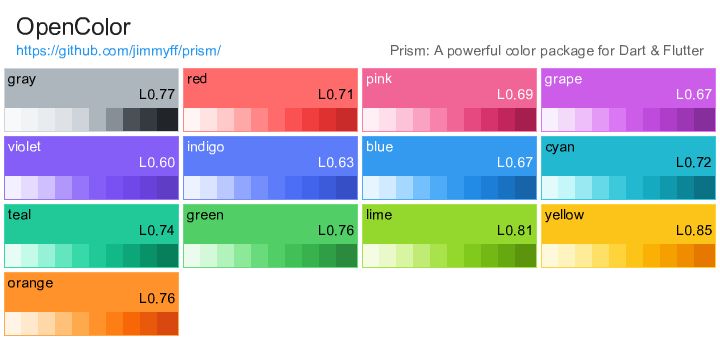 OpenColor
https://github.com/jimmyff/prism/
Prism: A powerful color package for Dart & Flutter
gray
L0.77
red
L0.71
pink
L0.69
grape
L0.67
violet
L0.60
indigo
L0.63
blue
L0.67
cyan
L0.72
teal
L0.74
green
L0.76
lime
L0.81
yellow
L0.85
orange
L0.76